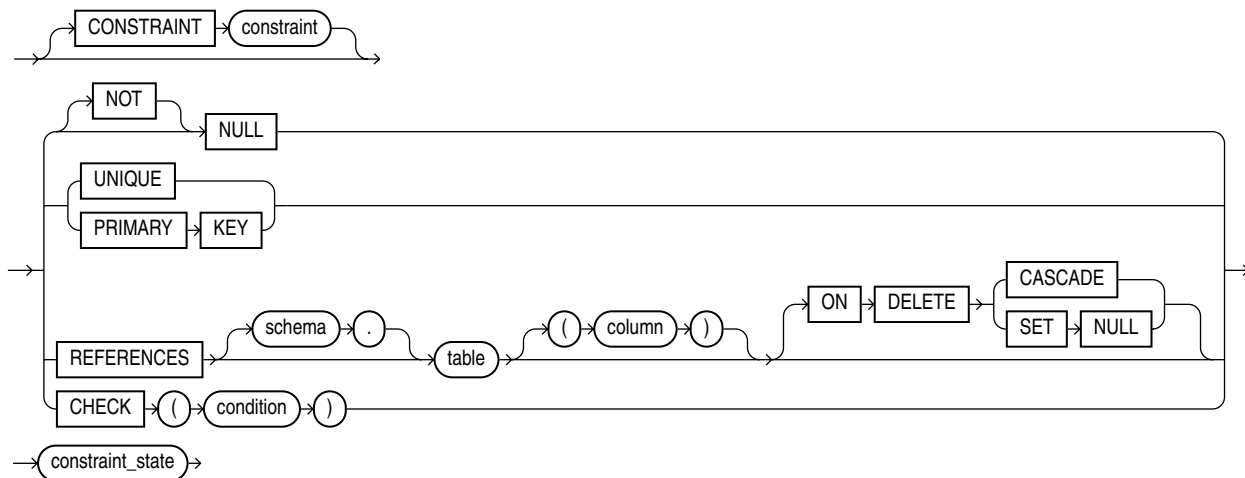 CONSTRAINT constraint
NOT
NULL
UNIQUE
PRIMARY KEY
CASCADE
ON DELETE
SET NULL
schema .
( column )
REFERENCES table
CHECK ( condition )
constraint_state